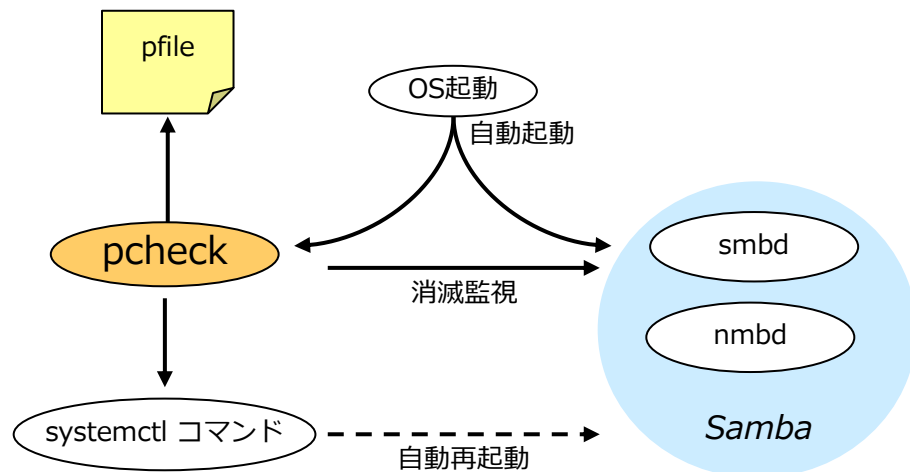 pfile
OS起動
自動起動
pcheck
smbd
消滅監視
nmbd
systemctl コマンド
Samba
自動再起動